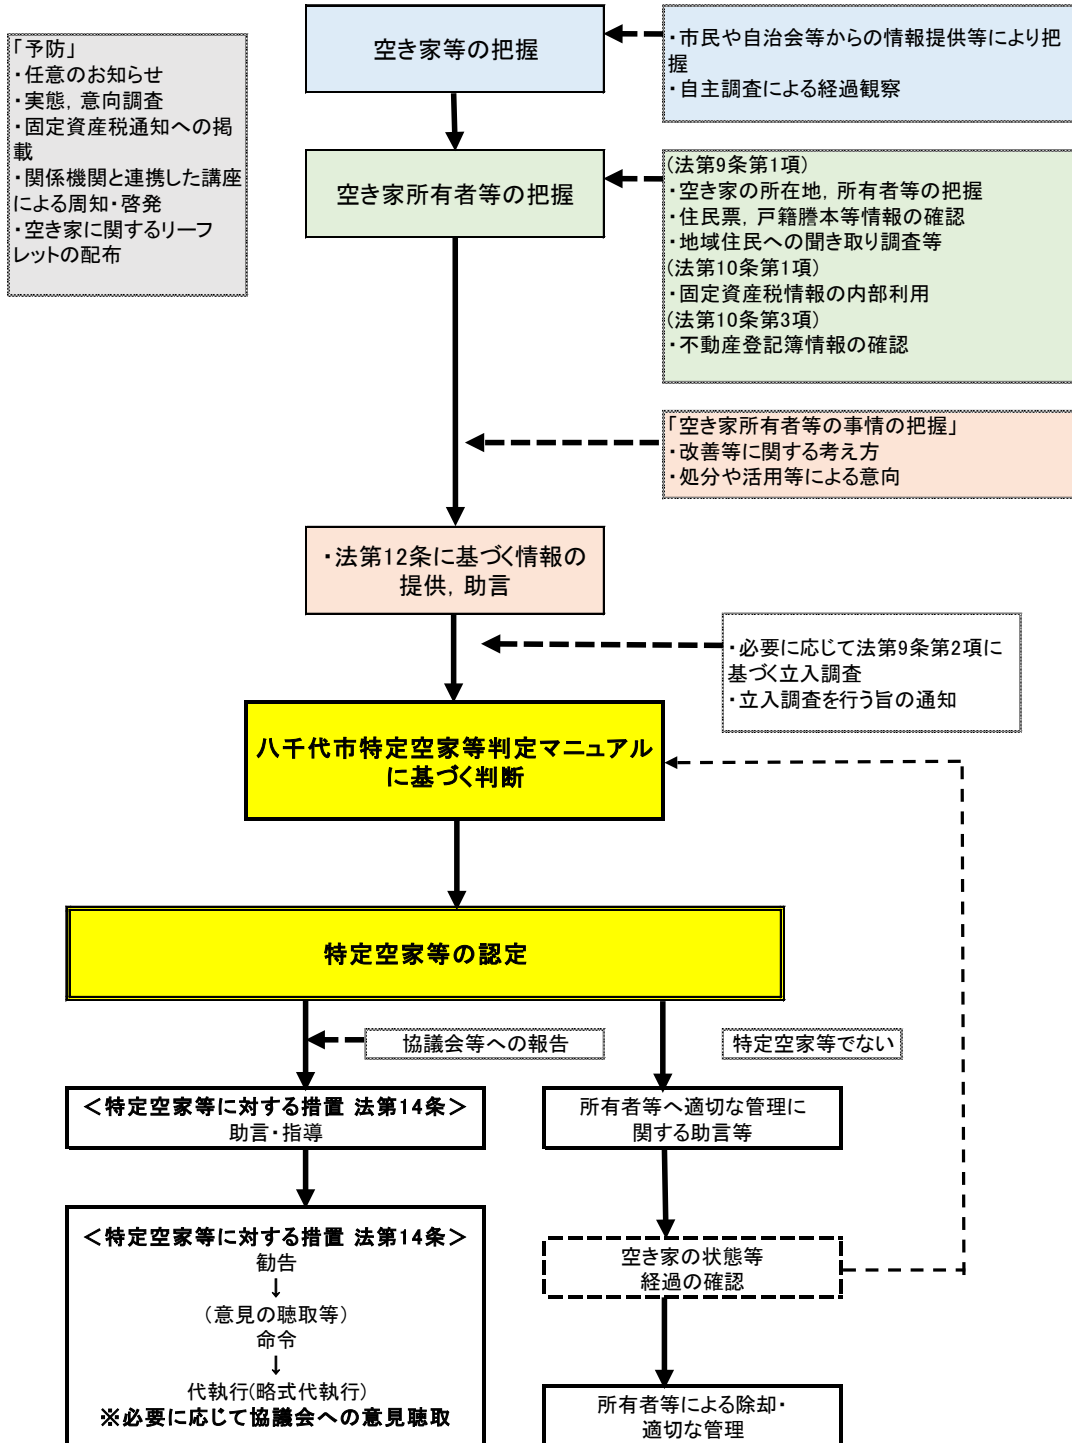 空き家等の把握
・市民や自治会等からの情報提供等により把
握
・自主調査による経過観察
「予防」
・任意のお知らせ
・実態，意向調査
・固定資産税通知への掲
載
・関係機関と連携した講座
による周知・啓発
・空き家に関するリーフ
レットの配布
空き家所有者等の把握
(法第9条第1項)
・空き家の所在地，所有者等の把握
・住民票，戸籍謄本等情報の確認
・地域住民への聞き取り調査等
(法第10条第1項)
・固定資産税情報の内部利用
(法第10条第3項)
・不動産登記簿情報の確認
「空き家所有者等の事情の把握」
・改善等に関する考え方
・処分や活用等による意向
・法第12条に基づく情報の
提供，助言
・必要に応じて法第9条第2項に
基づく立入調査
・立入調査を行う旨の通知
八千代市特定空家等判定マニュアル
に基づく判断
特定空家等の認定
協議会等への報告
特定空家等でない
＜特定空家等に対する措置 法第14条＞
助言・指導
所有者等へ適切な管理に
関する助言等
＜特定空家等に対する措置 法第14条＞
勧告
↓
（意見の聴取等）
命令
↓
代執行(略式代執行)
※必要に応じて協議会への意見聴取
空き家の状態等
経過の確認
所有者等による除却・
適切な管理